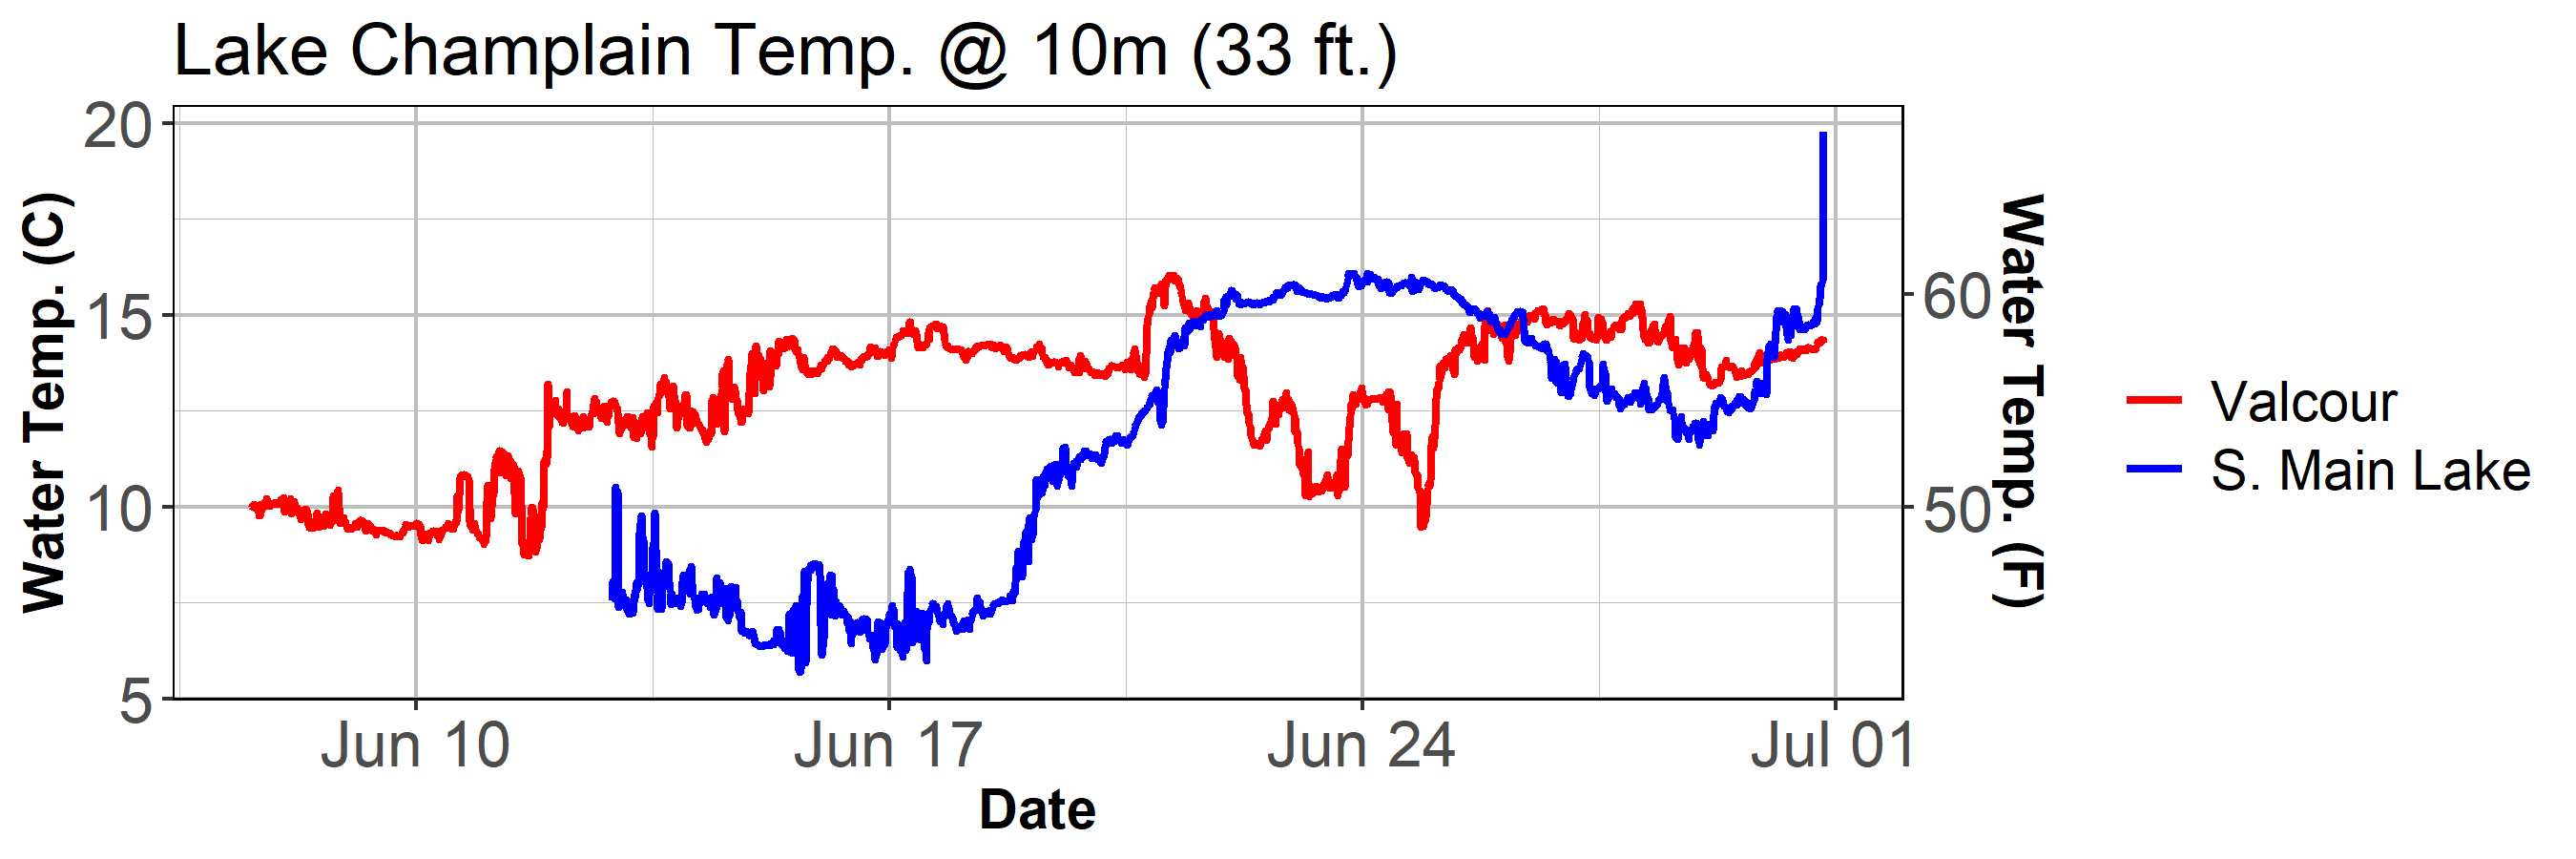 Lake Champlain Temp. @ 10m (33 ft.)
Water Temp. (C)
20
15
10
5
60
50
Water Temp. (F)
Jun 10
Jun 17
Jun 24
Jul 01
Date
Valcour
S. Main Lake